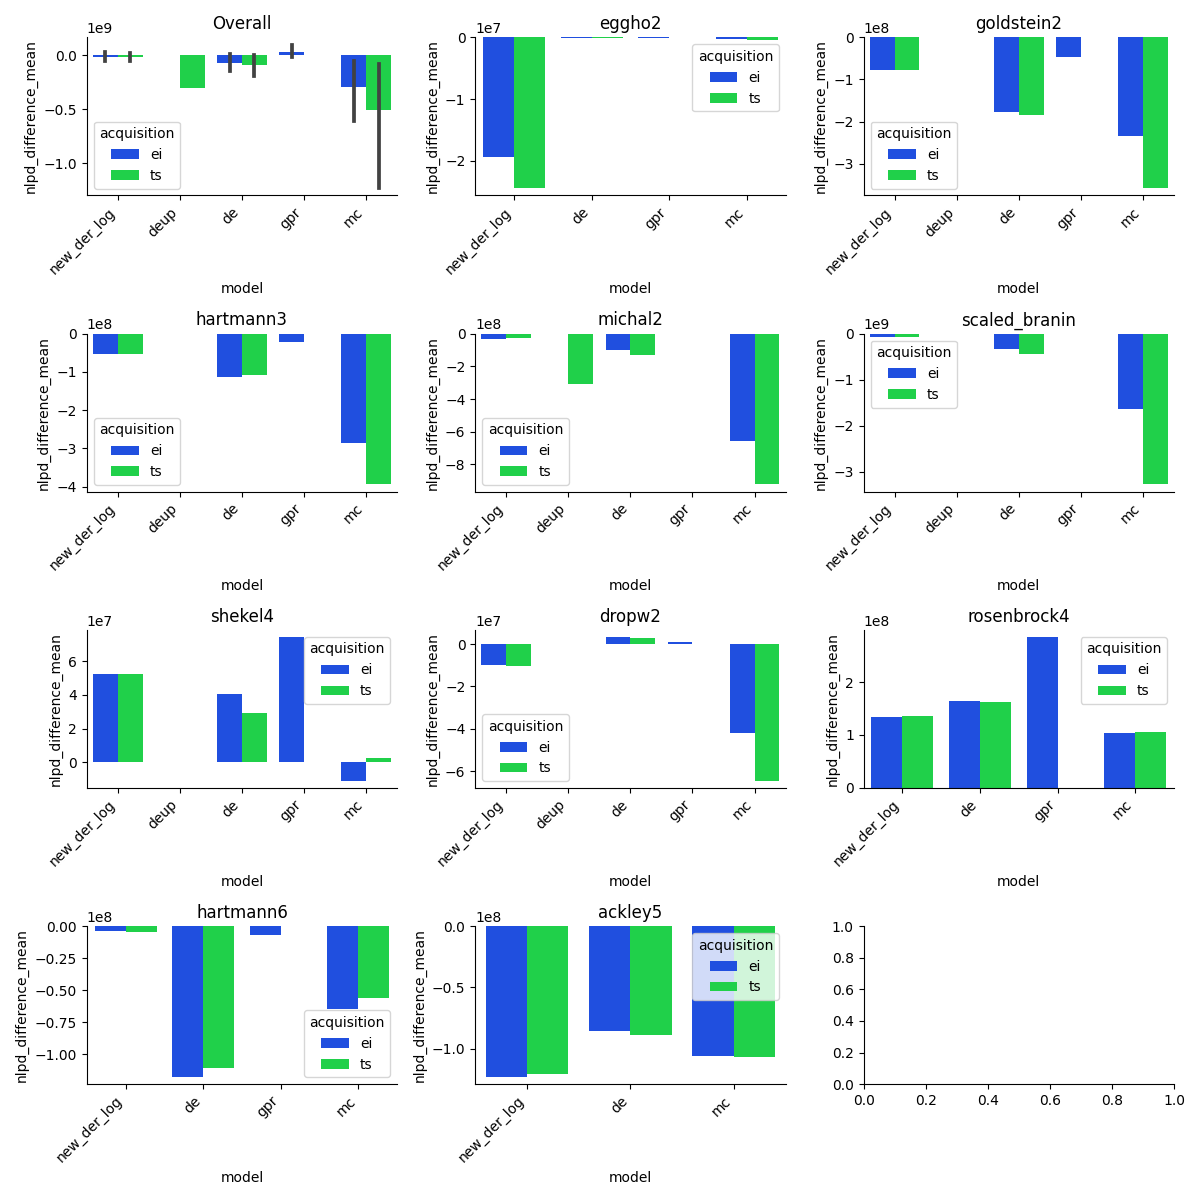 Overall
1e9
nlpd_difference_mean
0.0
−0.5
−1.0
acquisition
ei
ts
new_der_log
deup
de
gpr
mc
model
eggho2
1e7
nlpd_difference_mean
0
−1
−2
acquisition
ei
ts
new_der_log
de
gpr
mc
model
goldstein2
1e8
nlpd_difference_mean
0
−1
−2
−3
acquisition
ei
ts
new_der_log
deup
de
gpr
mc
model
hartmann3
1e8
nlpd_difference_mean
0
−1
−2
−3
−4
acquisition
ei
ts
new_der_log
deup
de
gpr
mc
model
michal2
1e8
nlpd_difference_mean
0
−2
−4
−6
−8
acquisition
ei
ts
new_der_log
deup
de
gpr
mc
model
scaled_branin
1e9
nlpd_difference_mean
0
−1
−2
−3
acquisition
ei
ts
new_der_log
deup
de
gpr
mc
model
shekel4
1e7
nlpd_difference_mean
6
4
2
0
acquisition
ei
ts
new_der_log
deup
de
gpr
mc
model
dropw2
1e7
nlpd_difference_mean
0
−2
−4
−6
acquisition
ei
ts
new_der_log
deup
de
gpr
mc
model
rosenbrock4
1e8
nlpd_difference_mean
2
1
0
acquisition
ei
ts
new_der_log
de
gpr
mc
model
hartmann6
1e8
nlpd_difference_mean
0.00
−0.25
−0.50
−0.75
−1.00
acquisition
ei
ts
new_der_log
de
gpr
mc
model
ackley5
1e8
nlpd_difference_mean
0.0
−0.5
−1.0
acquisition
ei
ts
new_der_log
de
mc
model
1.0
0.8
0.6
0.4
0.2
0.0
0.0 0.2 0.4 0.6 0.8 1.0